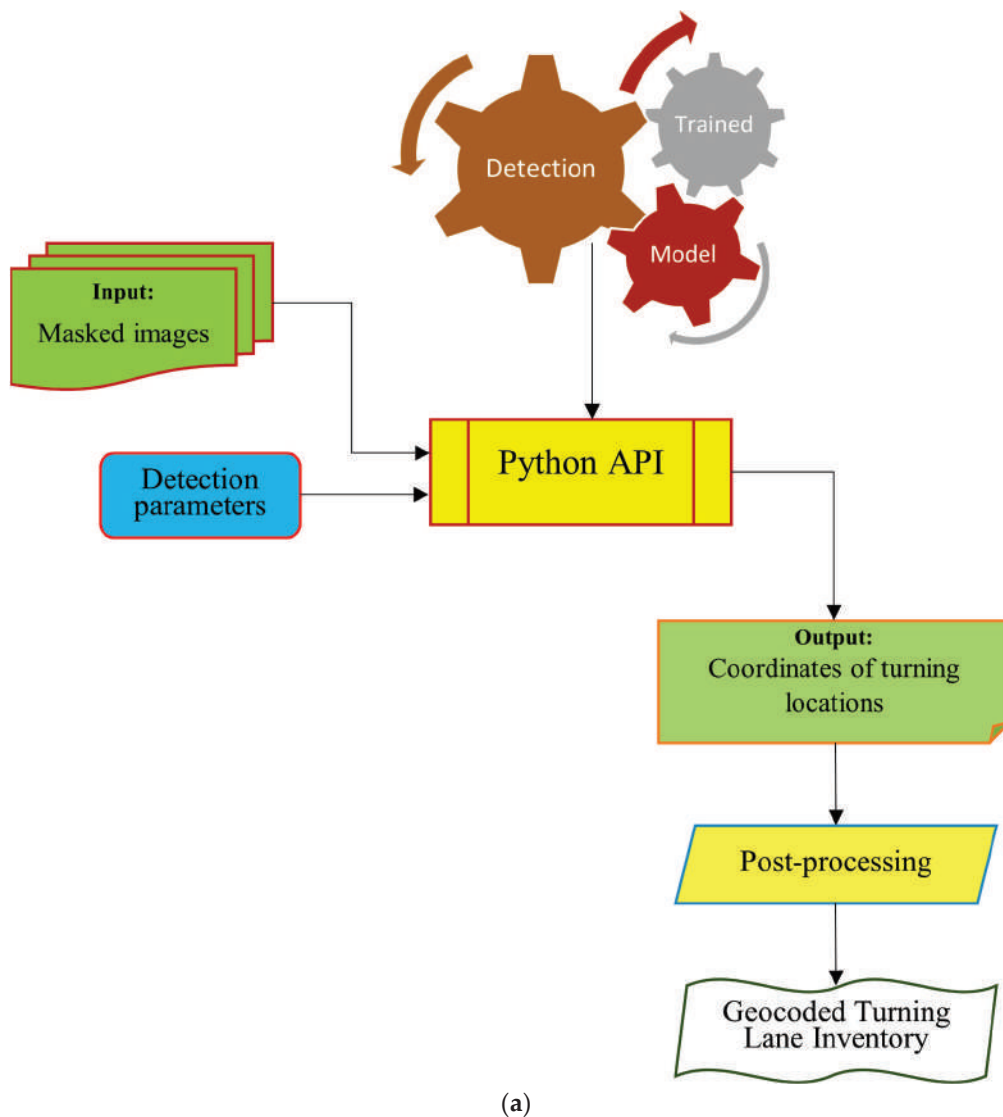 Detection
Trained
Model
Input:
Masked images
Detection
parameters
Python API
Output:
Coordinates of turning
locations
Post-processing
Geocoded Turning
Lane Inventory
(a)